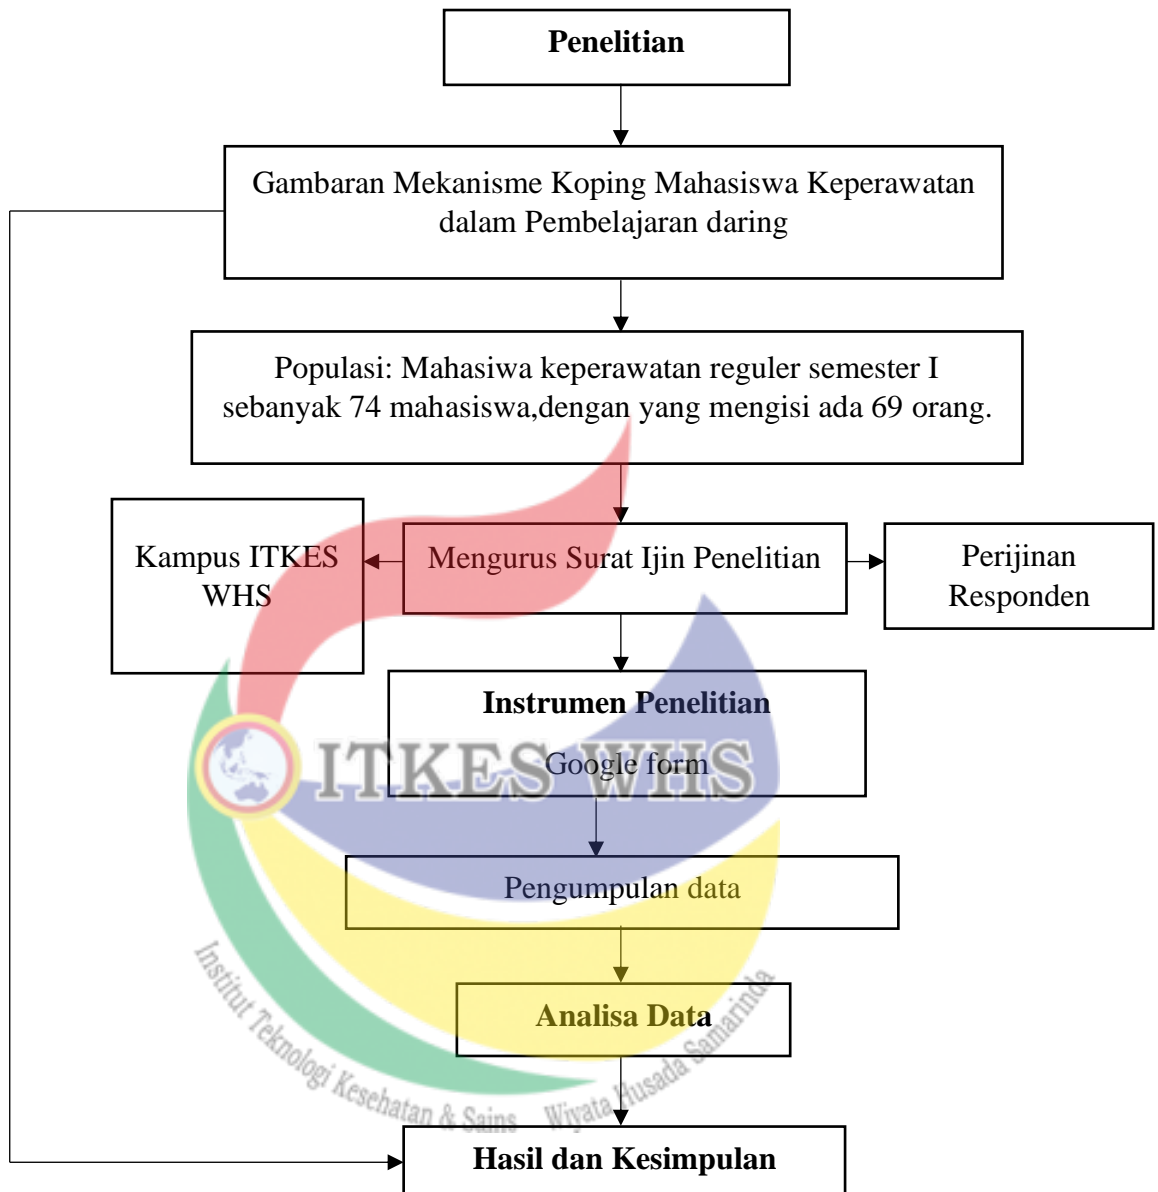 Penelitian
Gambaran Mekanisme Koping Mahasiswa Keperawatan
dalam Pembelajaran daring
Populasi: Mahasiwa keperawatan reguler semester I
sebanyak 74 mahasiswa,dengan yang mengisi ada 69 orang.
Kampus ITKES
WHS
Mengurus Surat Ijin Penelitian
Perijinan
Responden
Instrumen Penelitian
Google form
ITKES WHS
Pengumpulan data
Analisa Data
Institut Teknologi Kesehatan & Sains Wiyata Husada Samarinda
Hasil dan Kesimpulan